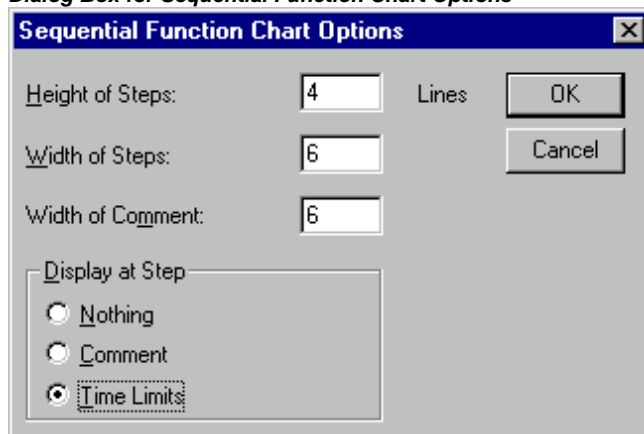 Dialog Box for Sequential Function Chart Options
Sequential Function Chart Options
Height of Steps: 4 Lines OK
Width of Steps: 6 Cancel
Width of Comment: 6
Display at Step
Nothing
Comment
Time Limits